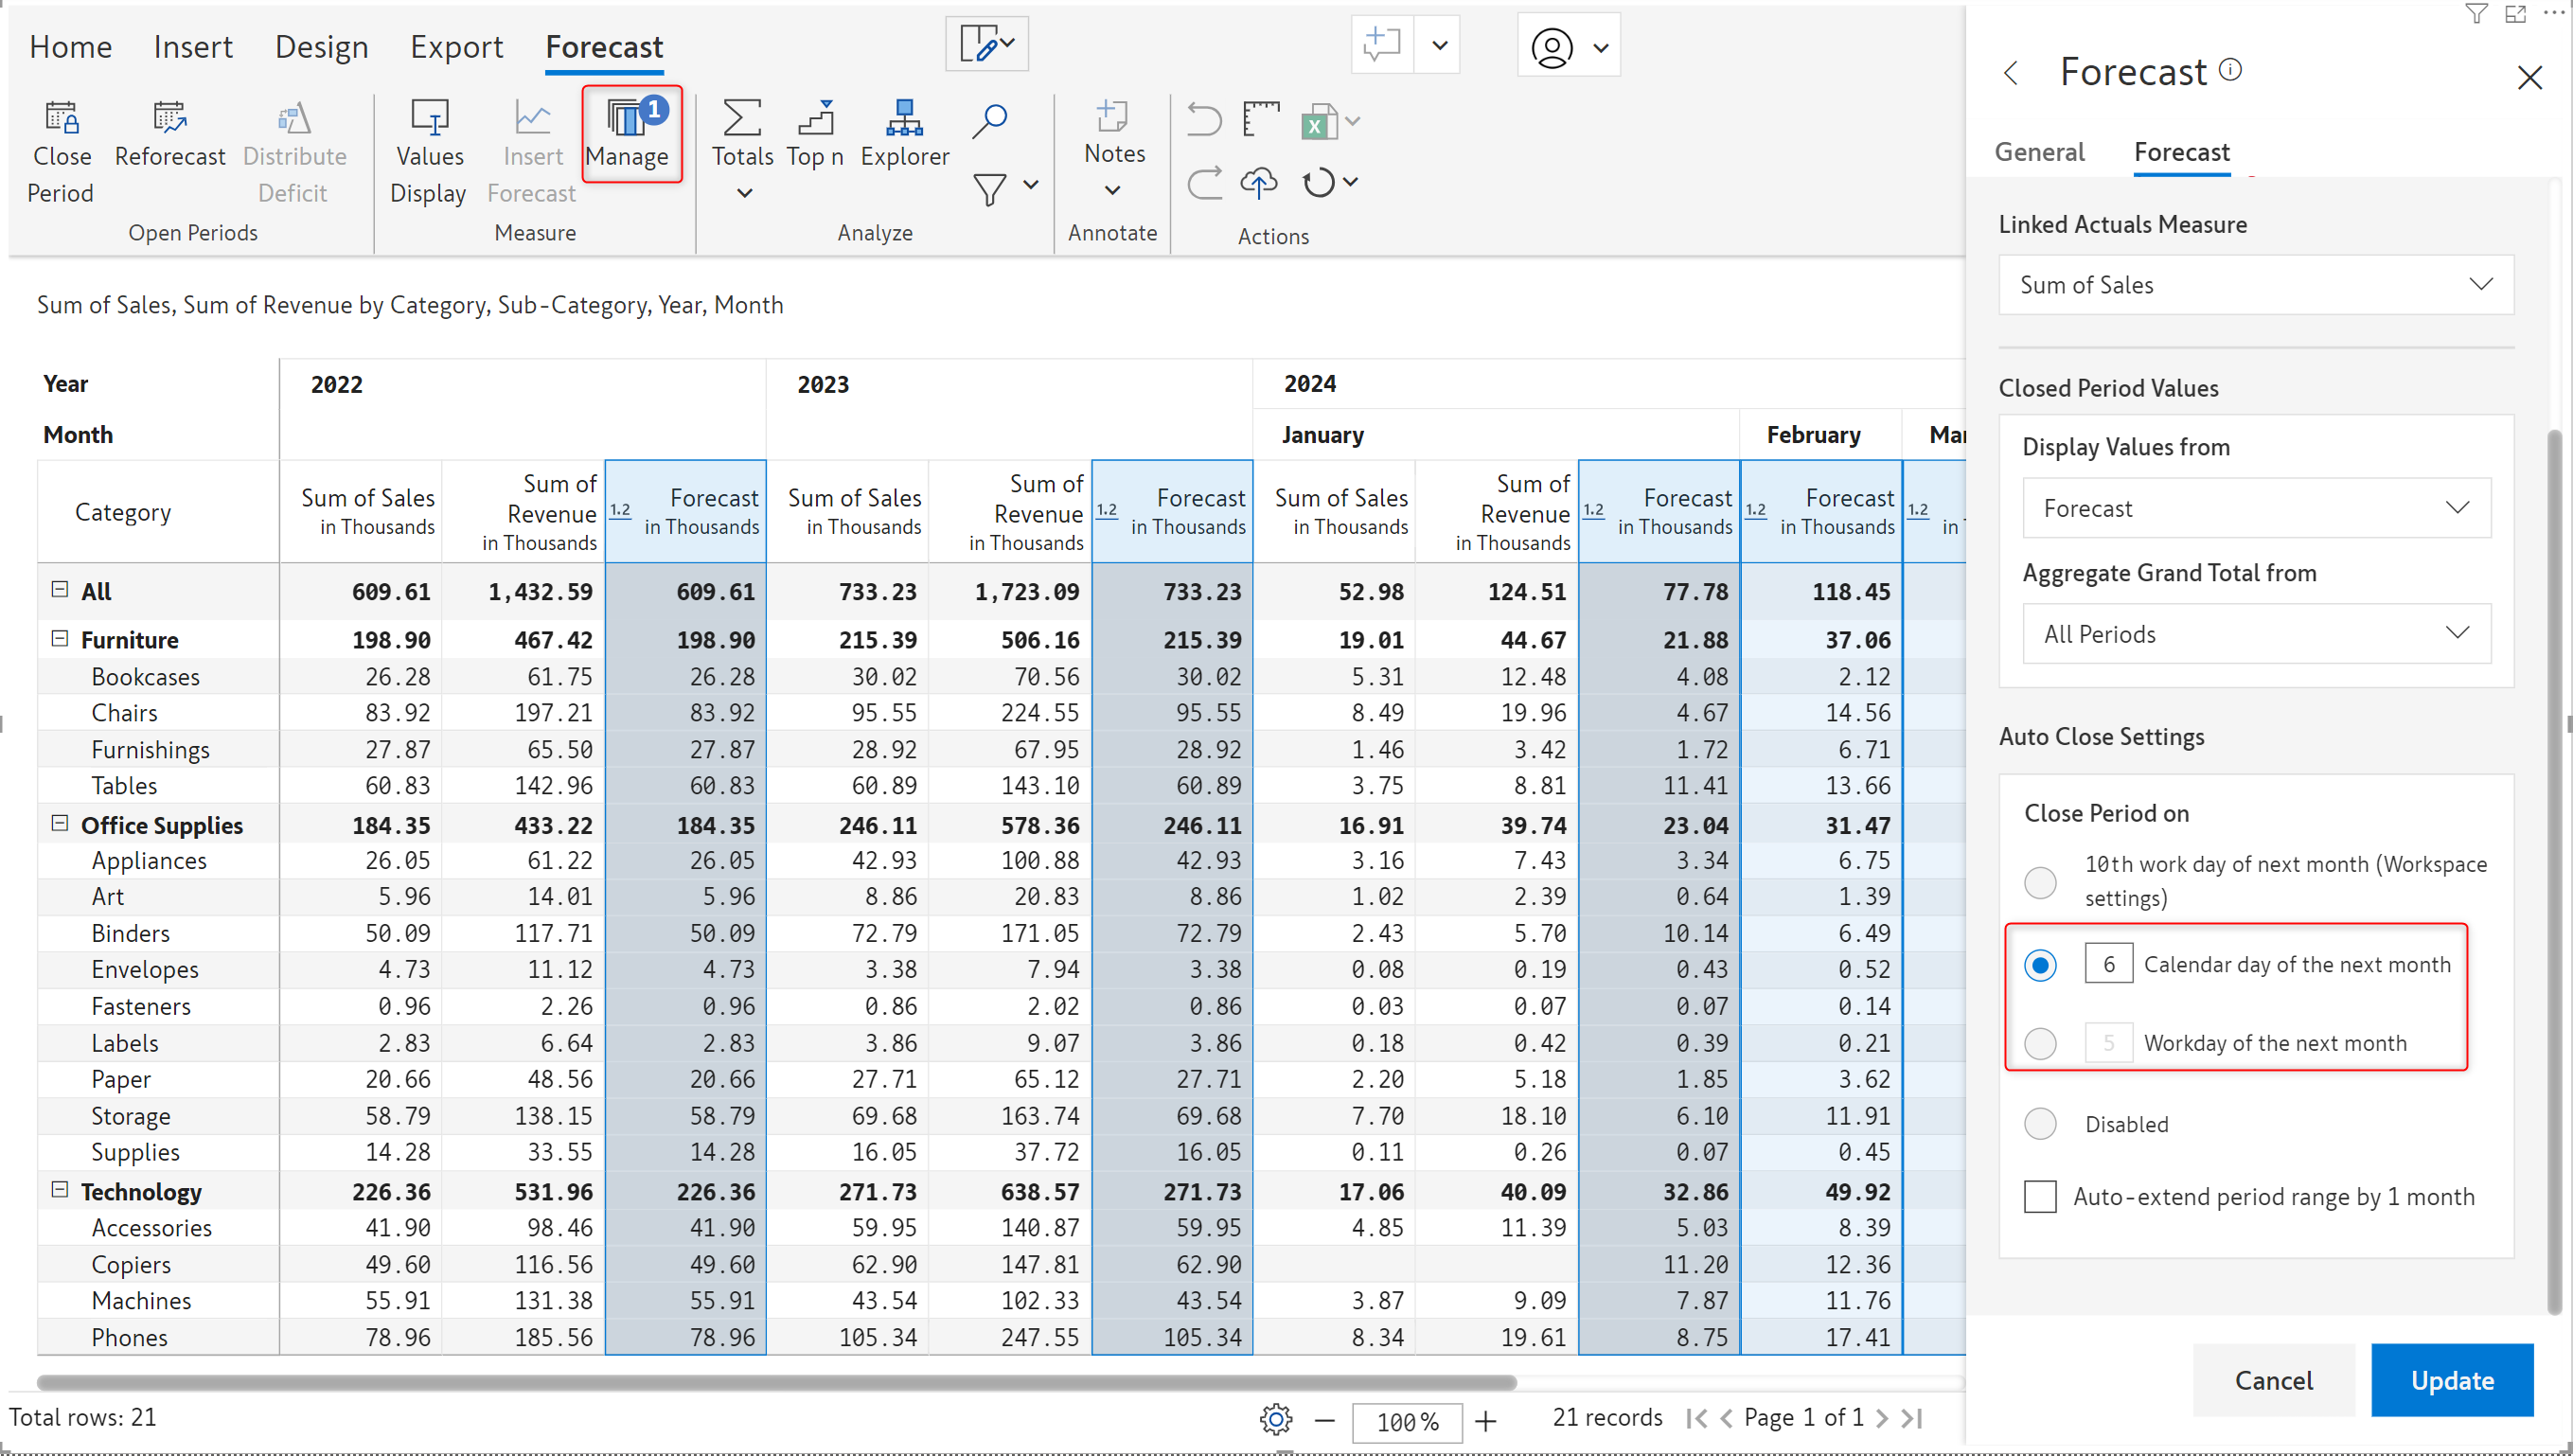 Home Insert Design Export Forecast
Close Period
Reforecast
Distribute Deficit
Open Periods
Values Display
Insert Forecast
Manage
1
Measure
Totals
Top n
Explorer
Analyze
Notes
Annotate
Actions
Sum of Sales, Sum of Revenue by Category, Sub-Category, Year, Month
Year 2022 2023 2024
Month January February Mar
Category Sum of Sales in Thousands Sum of Revenue in Thousands 1.2 Forecast in Thousands Sum of Sales in Thousands Sum of Revenue in Thousands 1.2 Forecast in Thousands Sum of Sales in Thousands Sum of Revenue in Thousands 1.2 Forecast in Thousands 1.2 Forecast in Thousands 1.2 in
All 609.61 1,432.59 609.61 733.23 1,723.09 733.23 52.98 124.51 77.78 118.45
Furniture 198.90 467.42 198.90 215.39 506.16 215.39 19.01 44.67 21.88 37.06
Bookcases 26.28 61.75 26.28 30.02 70.56 30.02 5.31 12.48 4.08 2.12
Chairs 83.92 197.21 83.92 95.55 224.55 95.55 8.49 19.96 4.67 14.56
Furnishings 27.87 65.50 27.87 28.92 67.95 28.92 1.46 3.42 1.72 6.71
Tables 60.83 142.96 60.83 60.89 143.10 60.89 3.75 8.81 11.41 13.66
Office Supplies 184.35 433.22 184.35 246.11 578.36 246.11 16.91 39.74 23.04 31.47
Appliances 26.05 61.22 26.05 42.93 100.88 42.93 3.16 7.43 3.34 6.75
Art 5.96 14.01 5.96 8.86 20.83 8.86 1.02 2.39 0.64 1.39
Binders 50.09 117.71 50.09 72.79 171.05 72.79 2.43 5.70 10.14 6.49
Envelopes 4.73 11.12 4.73 3.38 7.94 3.38 0.08 0.19 0.43 0.52
Fasteners 0.96 2.26 0.96 0.86 2.02 0.86 0.03 0.07 0.07 0.14
Labels 2.83 6.64 2.83 3.86 9.07 3.86 0.18 0.42 0.39 0.21
Paper 20.66 48.56 20.66 27.71 65.12 27.71 2.20 5.18 1.85 3.62
Storage 58.79 138.15 58.79 69.68 163.74 69.68 7.70 18.10 6.10 11.91
Supplies 14.28 33.55 14.28 16.05 37.72 16.05 0.11 0.26 0.07 0.45
Technology 226.36 531.96 226.36 271.73 638.57 271.73 17.06 40.09 32.86 49.92
Accessories 41.90 98.46 41.90 59.95 140.87 59.95 4.85 11.39 5.03 8.39
Copiers 49.60 116.56 49.60 62.90 147.81 62.90 11.20 12.36
Machines 55.91 131.38 55.91 43.54 102.33 43.54 3.87 9.09 7.87 11.76
Phones 78.96 185.56 78.96 105.34 247.55 105.34 8.34 19.61 8.75 17.41
Total rows: 21
100%
21 records
Page 1 of 1
Forecast
General Forecast
Linked Actuals Measure
Sum of Sales
Closed Period Values
Display Values from
Forecast
Aggregate Grand Total from
All Periods
Auto Close Settings
Close Period on
10th work day of next month (Workspace
settings)
6 Calendar day of the next month
5 Workday of the next month
Disabled
Auto-extend period range by 1 month
Cancel Update